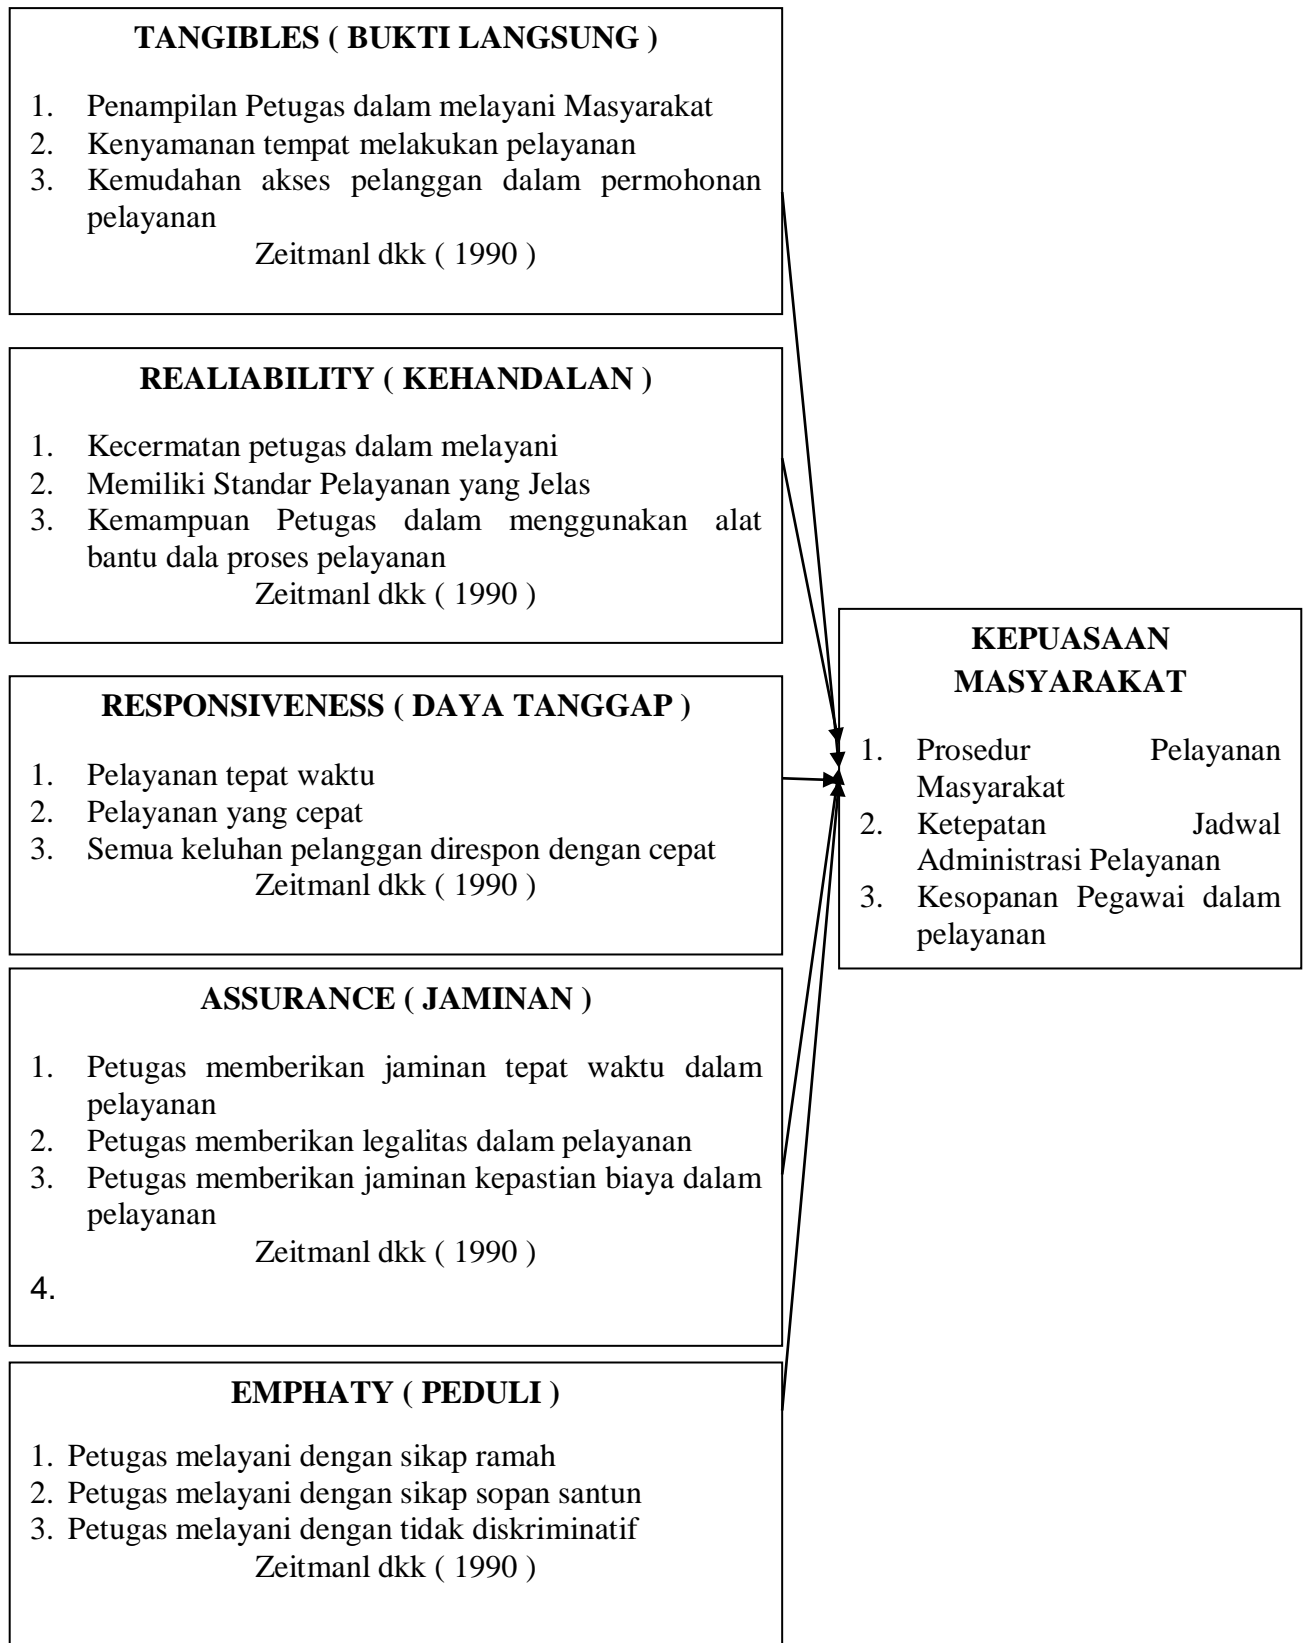 TANGIBLES ( BUKTI LANGSUNG )
1. Penampilan Petugas dalam melayani Masyarakat
2. Kenyamanan tempat melakukan pelayanan
3. Kemudahan akses pelanggan dalam permohonan
pelayanan
Zeitmanl dkk ( 1990 )
REALIABILITY ( KEHANDALAN )
1. Kecermatan petugas dalam melayani
2. Memiliki Standar Pelayanan yang Jelas
3. Kemampuan Petugas dalam menggunakan alat
bantu dala proses pelayanan
Zeitmanl dkk ( 1990 )
RESPONSIVENESS ( DAYA TANGGAP )
1. Pelayanan tepat waktu
2. Pelayanan yang cepat
3. Semua keluhan pelanggan direspon dengan cepat
Zeitmanl dkk ( 1990 )
ASSURANCE ( JAMINAN )
1. Petugas memberikan jaminan tepat waktu dalam
pelayanan
2. Petugas memberikan legalitas dalam pelayanan
3. Petugas memberikan jaminan kepastian biaya dalam
pelayanan
Zeitmanl dkk ( 1990 )
4.
EMPHATY ( PEDULI )
1. Petugas melayani dengan sikap ramah
2. Petugas melayani dengan sikap sopan santun
3. Petugas melayani dengan tidak diskriminatif
Zeitmanl dkk ( 1990 )
KEPUASAAN
MASYARAKAT
1. Prosedur Pelayanan
Masyarakat
2. Ketepatan Jadwal
Administrasi Pelayanan
3. Kesopanan Pegawai dalam
pelayanan